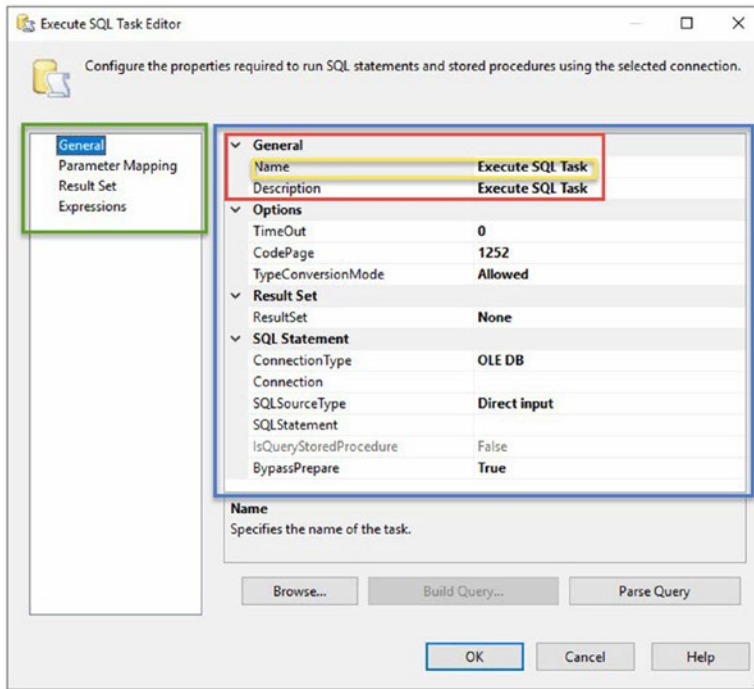 Execute SQL Task Editor
Configure the properties required to run SQL statements and stored procedures using the selected connection.
General
Parameter Mapping
Result Set
Expressions
General
Name Execute SQL Task
Description Execute SQL Task
Options
TimeOut 0
CodePage 1252
TypeConversionMode Allowed
Result Set
ResultSet None
SQL Statement
ConnectionType OLE DB
Connection
SQLSourceType Direct input
SQLStatement
IsQueryStoredProcedure False
BypassPrepare True
Name
Specifies the name of the task.
Browse... Build Query... Parse Query
OK Cancel Help